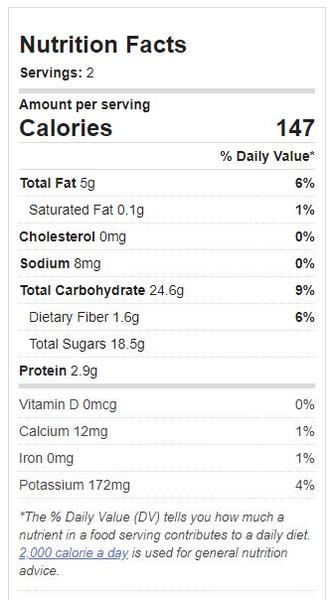 Nutrition Facts
Servings: 2
Amount per serving
Calories 147
% Daily Value*
Total Fat 5g 6%
Saturated Fat 0.1g 1%
Cholesterol 0mg 0%
Sodium 8mg 0%
Total Carbohydrate 24.6g 9%
Dietary Fiber 1.6g 6%
Total Sugars 18.5g
Protein 2.9g
Vitamin D 0mcg 0%
Calcium 12mg 1%
Iron 0mg 1%
Potassium 172mg 4%
*The % Daily Value (DV) tells you how much a
nutrient in a food serving contributes to a daily diet.
2,000 calorie a day is used for general nutrition
advice.